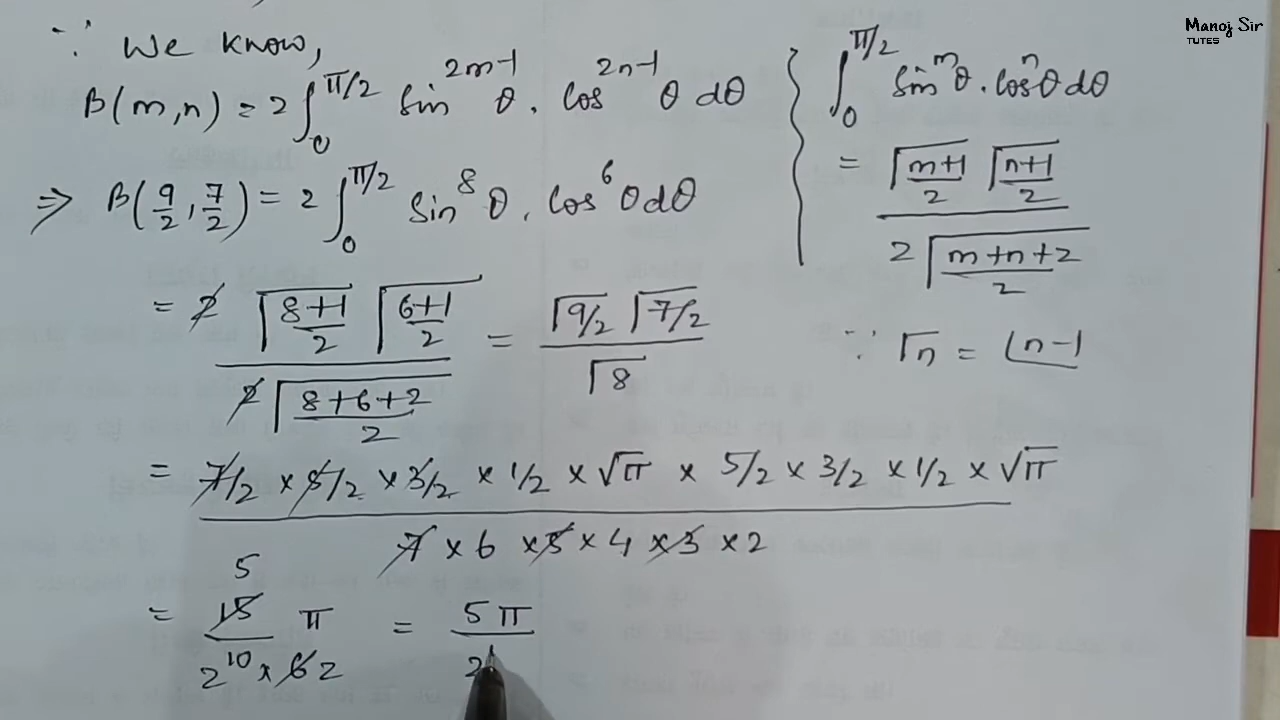 Manoj Sir
TUTES
∵ We know,
β(m,n) = 2∫₀^{π/2} sin^{2m-1} θ . cos^{2n-1} θ dθ
⇒ β(9/2, 7/2) = 2 ∫₀^{π/2} sin⁸ θ . cos⁶ θ dθ
= 2 Γ(8+1)/2 Γ(6+1)/2 / 2 Γ(8+6+2)/2 = Γ9/2 Γ7/2 / Γ8
= 7/2 × 5/2 × 3/2 × 1/2 × √π × 5/2 × 3/2 × 1/2 × √π / 7 × 6 × 5 × 4 × 3 × 2
= 15 5 π / 2^10 × 6 2 = 5π / 2^1
∫₀^{π/2} sin^m θ . cos^n θ dθ
= Γ(m+1)/2 Γ(n+1)/2 / 2 Γ(m+n+2)/2
∵ Γn = ⌊n-1